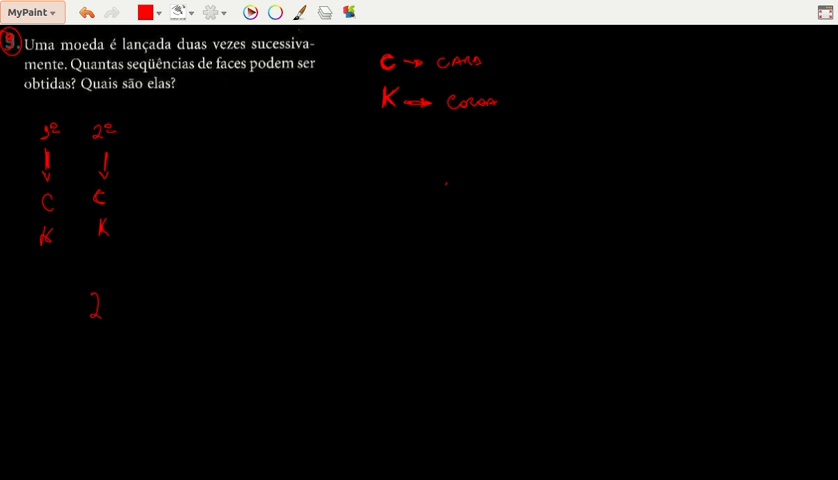 MyPaint
9. Uma moeda é lançada duas vezes sucessiva-
mente. Quantas seqüências de faces podem ser
obtidas? Quais são elas?
C → CARA
K → COROA
1º 2º
C C
K K
2